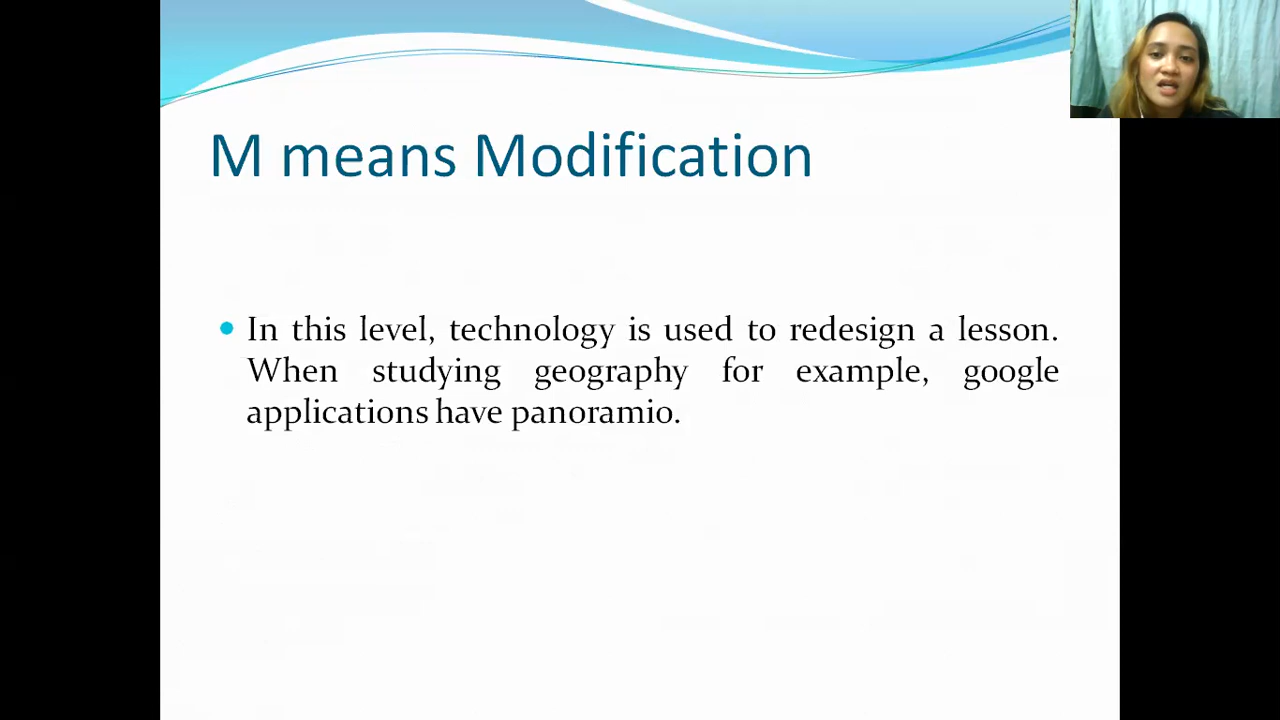 M means Modification
In this level, technology is used to redesign a lesson.
When studying geography for example, google
applications have panoramio.